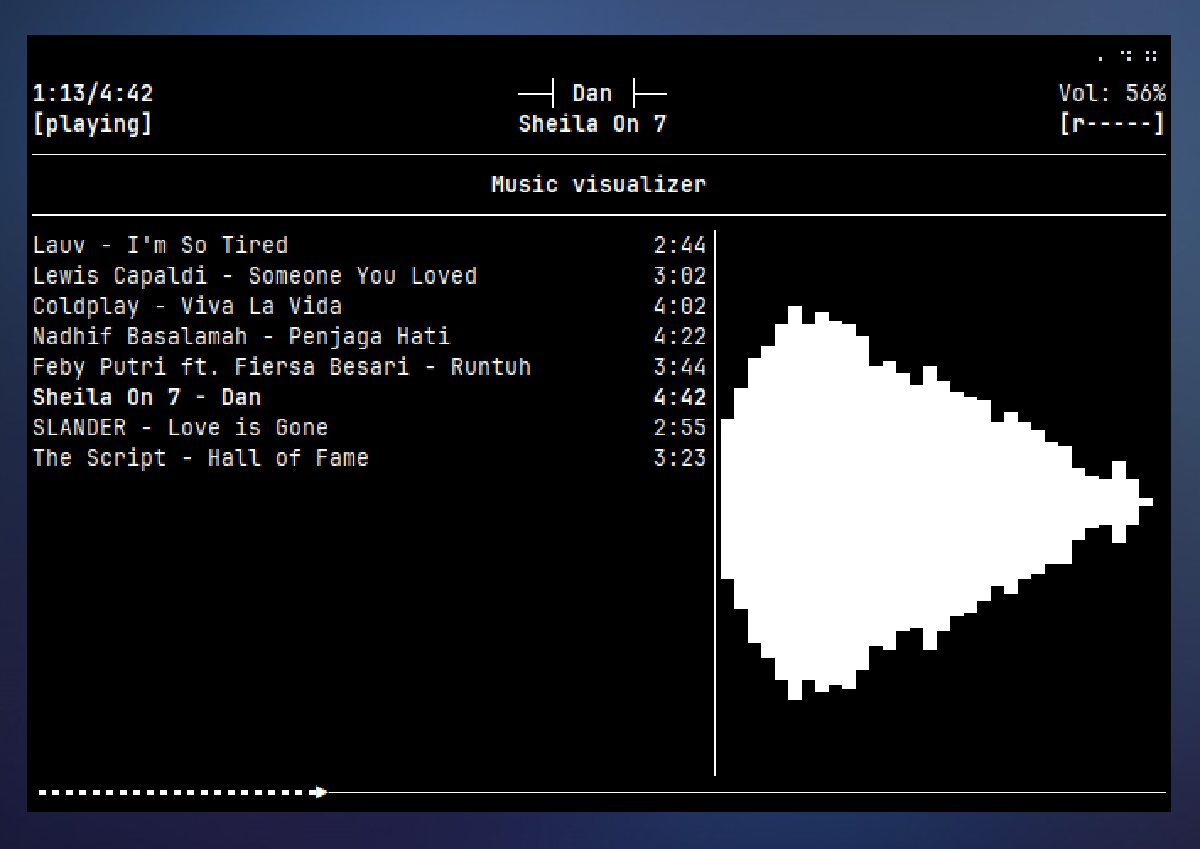 1:13/4:42 Dan Vol: 56%
[playing] Sheila On 7 [r-----]
Music visualizer
Lauv - I'm So Tired 2:44
Lewis Capaldi - Someone You Loved 3:02
Coldplay - Viva La Vida 4:02
Nadhif Basalamah - Penjaga Hati 4:22
Feby Putri ft. Fiersa Besari - Runtuh 3:44
Sheila On 7 - Dan 4:42
SLANDER - Love is Gone 2:55
The Script - Hall of Fame 3:23